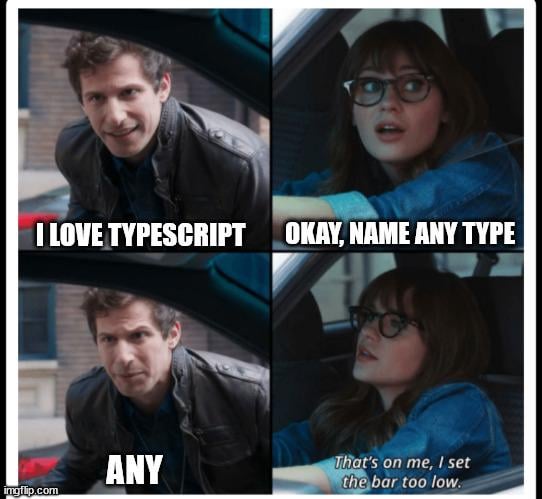 I LOVE TYPESCRIPT
OKAY, NAME ANY TYPE
ANY
That's on me, I set
the bar too low.
imgflip.com